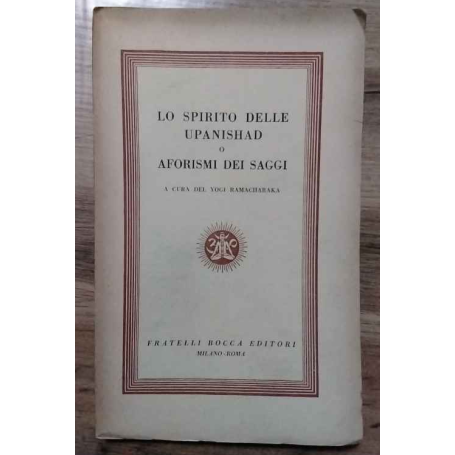 LO SPIRITO DELLE
UPANISHAD
O
AFORISMI DEI SAGGI
A CURA DEL YOGI RAMACHARAKA
FRATELLI BOCCA EDITORI
MILANO-ROMA